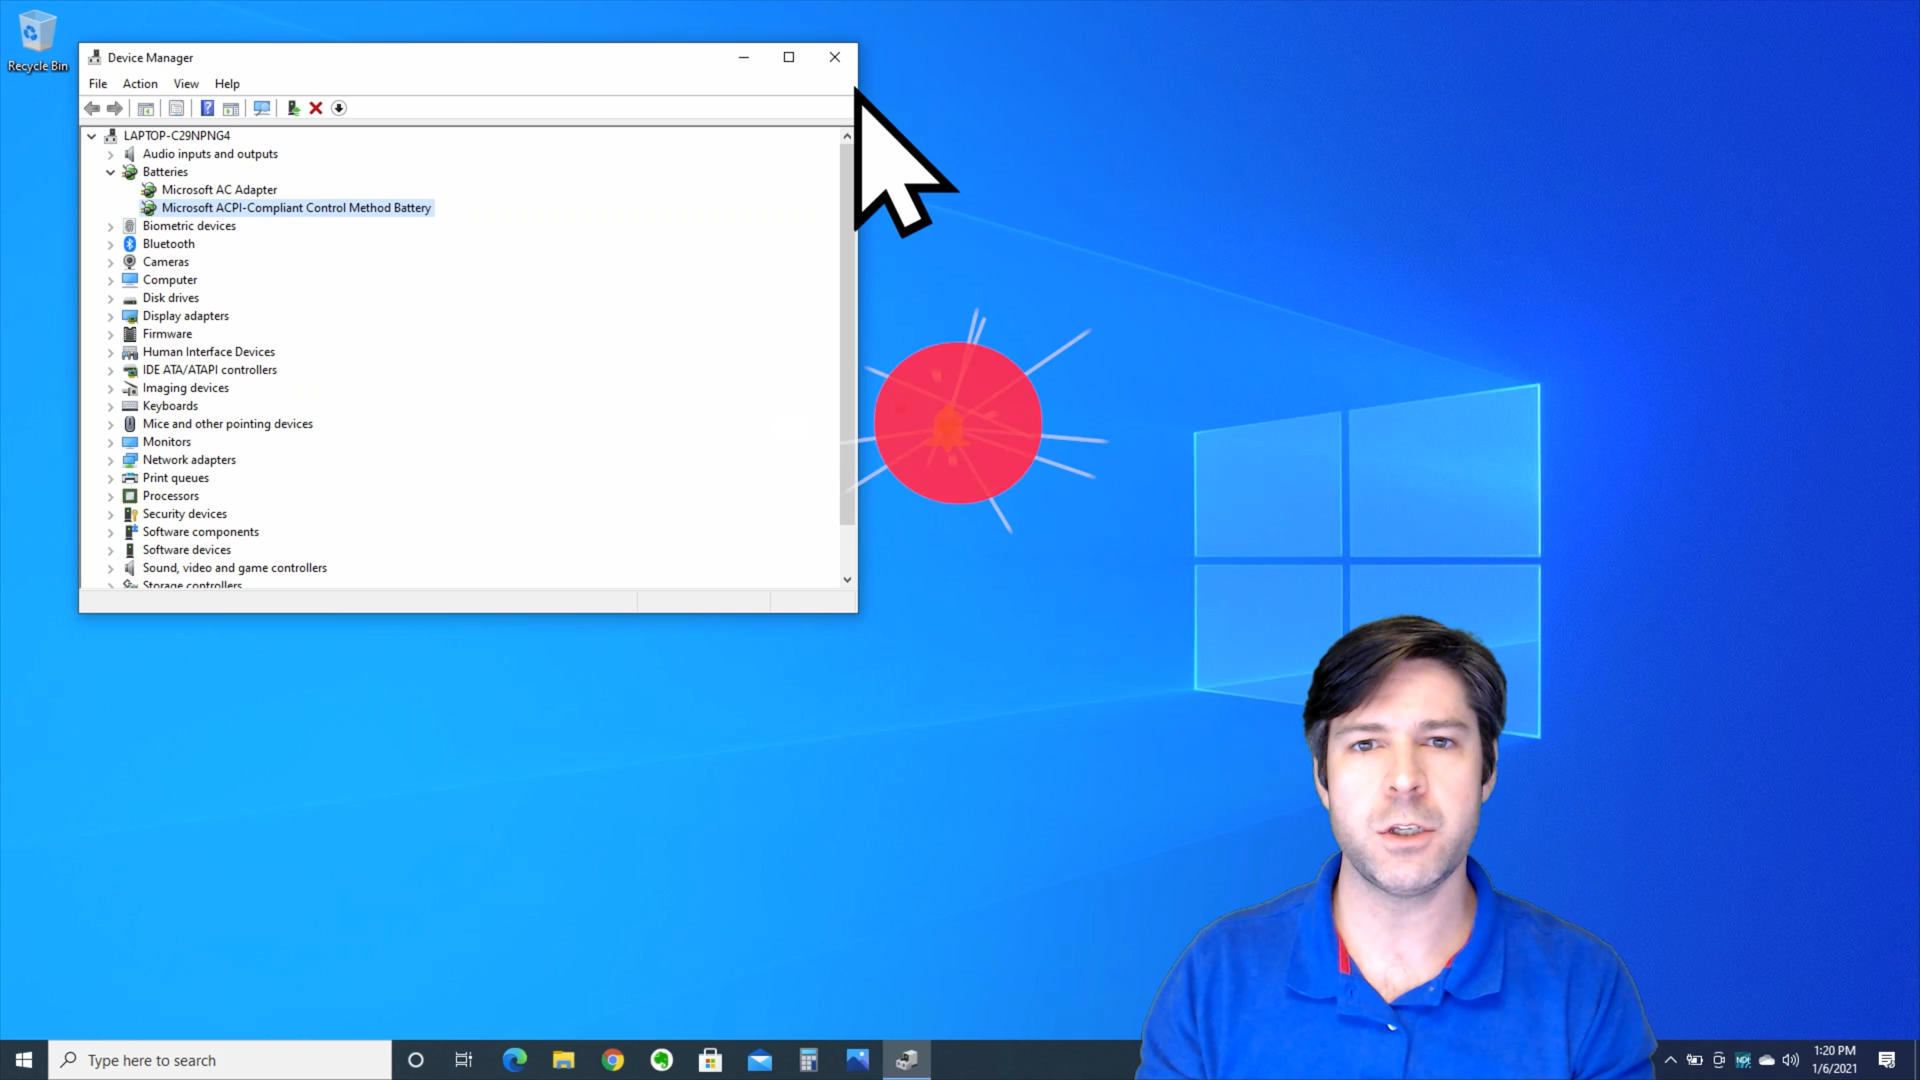 Recycle Bin
Device Manager
File Action View Help
LAPTOP-C29NPNG4
Audio inputs and outputs
Batteries
Microsoft AC Adapter
Microsoft ACPI-Compliant Control Method Battery
Biometric devices
Bluetooth
Cameras
Computer
Disk drives
Display adapters
Firmware
Human Interface Devices
IDE ATA/ATAPI controllers
Imaging devices
Keyboards
Mice and other pointing devices
Monitors
Network adapters
Print queues
Processors
Security devices
Software components
Software devices
Sound, video and game controllers
Storage controllers
Type here to search
NDI
1:20 PM
1/6/2021